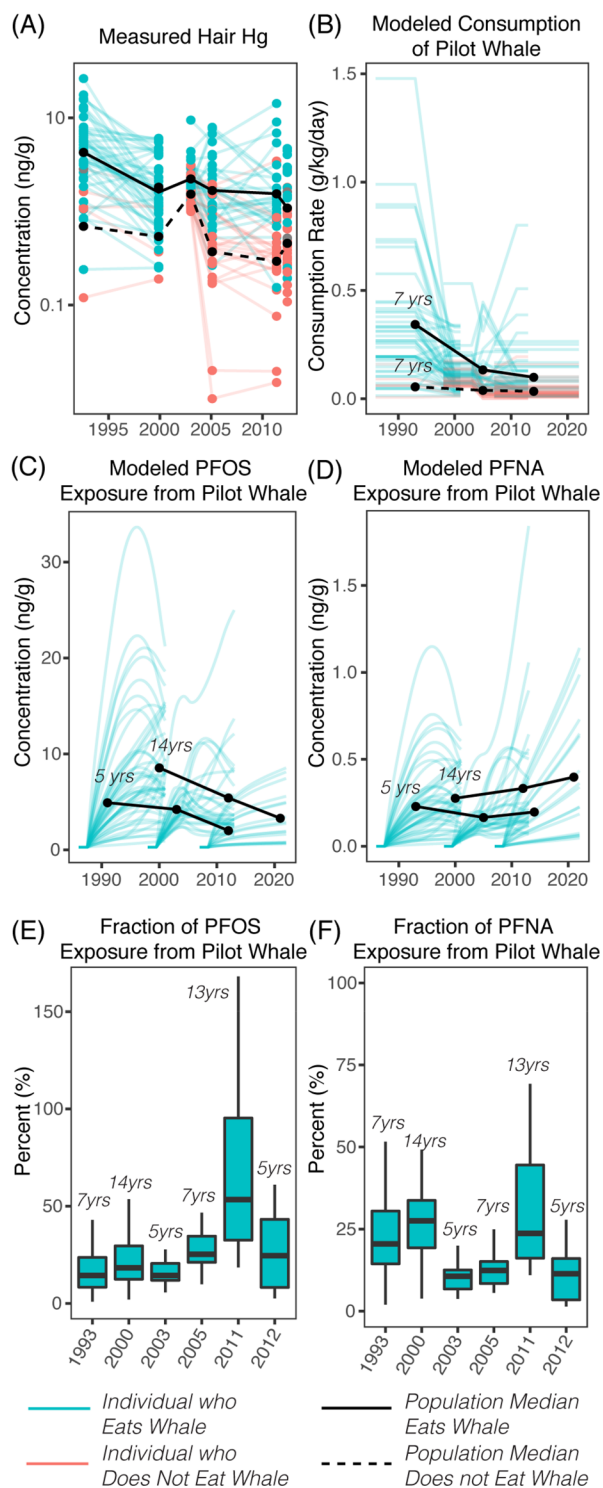 (A)
Measured Hair Hg
Concentration (ng/g)
10
0.1
1995
2000
2005
2010
(B)
Modeled Consumption
of Pilot Whale
Consumption Rate (g/kg/day)
1.5
1.0
0.5
0.0
7 yrs
7 yrs
1990
2000
2010
2020
(C)
Modeled PFOS
Exposure from Pilot Whale
Concentration (ng/g)
30
20
10
0
5 yrs
14yrs
1990
2000
2010
2020
(D)
Modeled PFNA
Exposure from Pilot Whale
Concentration (ng/g)
1.5
1.0
0.5
0.0
5 yrs
14yrs
1990
2000
2010
2020
(E)
Fraction of PFOS
Exposure from Pilot Whale
Percent (%)
150
100
50
0
7yrs
14yrs
5yrs
7yrs
13yrs
5yrs
1993
2000
2003
2005
2011
2012
(F)
Fraction of PFNA
Exposure from Pilot Whale
Percent (%)
100
75
50
25
0
7yrs
14yrs
5yrs
7yrs
13yrs
5yrs
1993
2000
2003
2005
2011
2012
Individual who
Eats Whale
Population Median
Eats Whale
Individual who
Does Not Eat Whale
Population Median
Does not Eat Whale